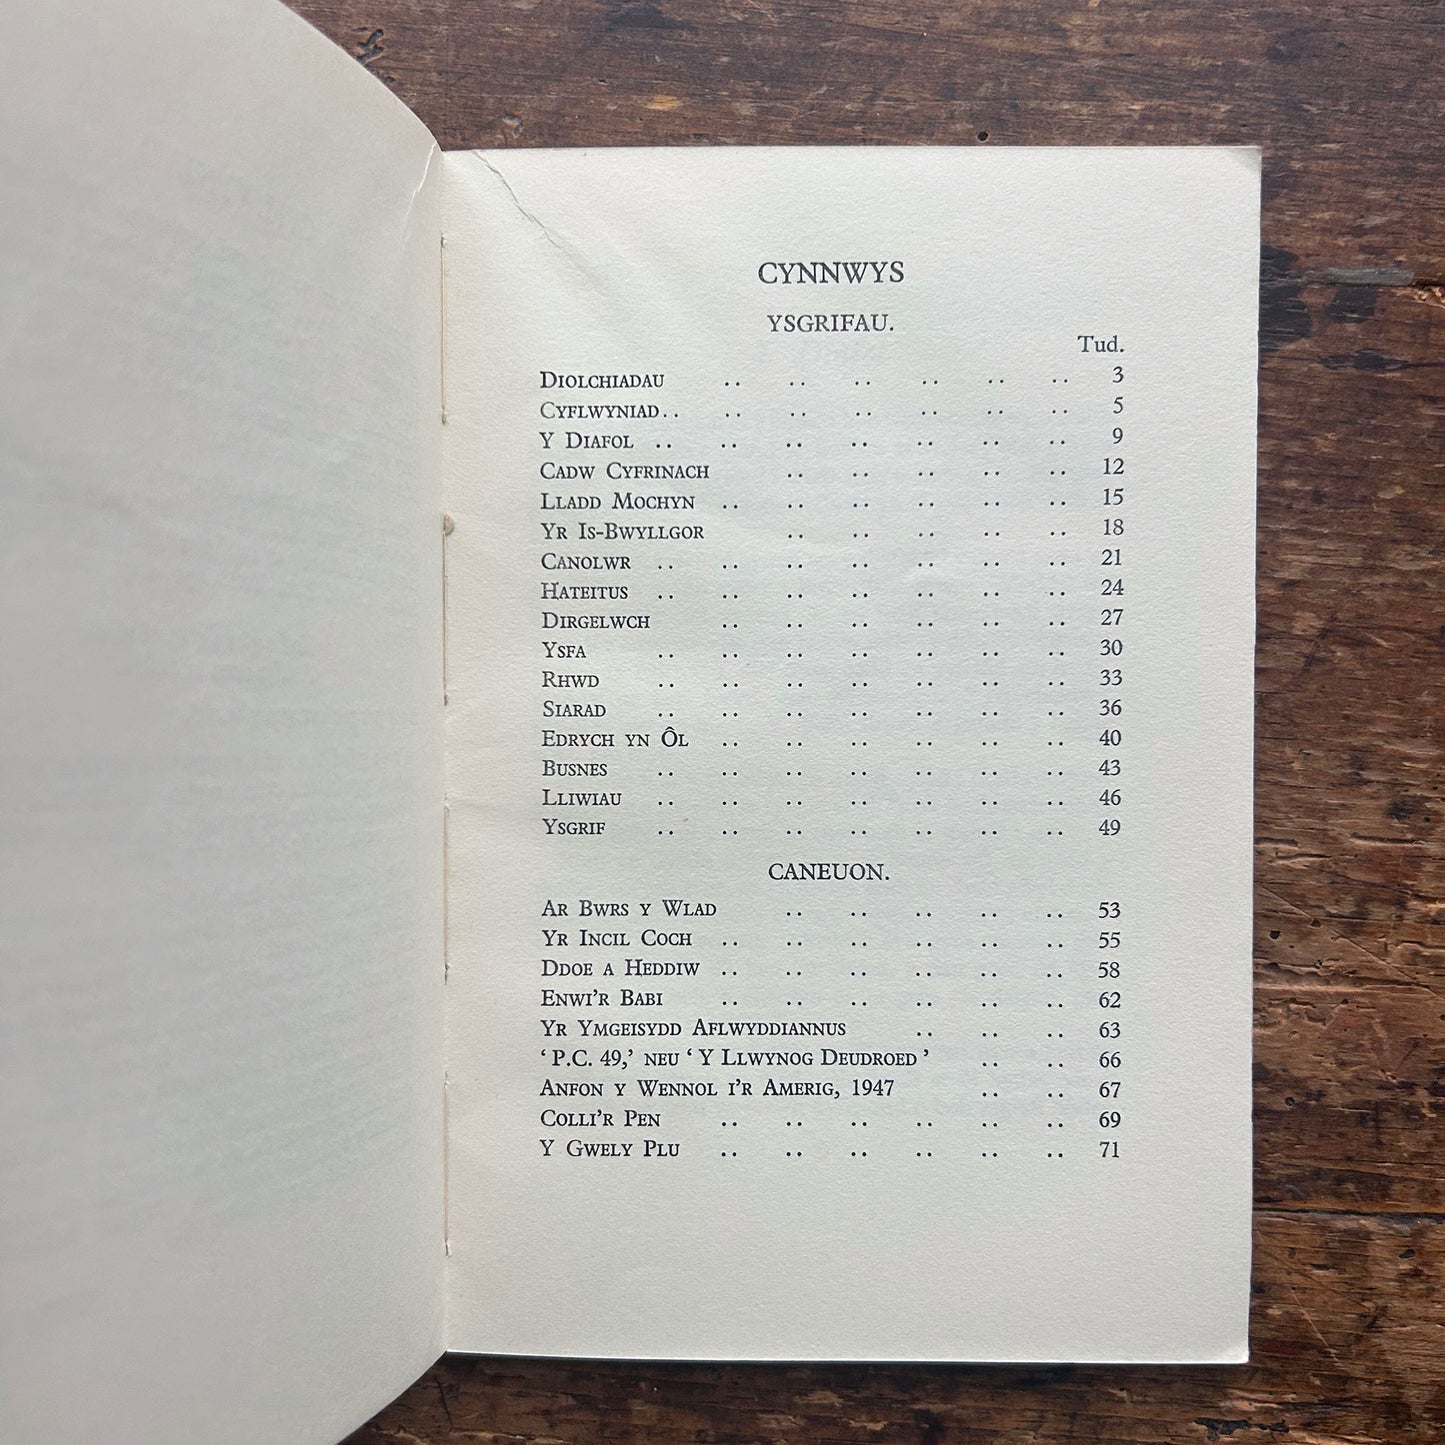 CYNNWYS
YSGRIFAU.
Tud.
DIOLCHIADAU .. .. .. .. .. .. 3
CYFLWYNIAD .. .. .. .. .. .. .. 5
Y DIAFOL .. .. .. .. .. .. .. 9
CADW CYFRINACH .. .. .. .. .. 12
LLADD MOCHYN .. .. .. .. .. .. 15
YR IS-BWYLLGOR .. .. .. .. .. 18
CANOLWR .. .. .. .. .. .. .. 21
HATEITUS .. .. .. .. .. .. .. 24
DIRGELWCH .. .. .. .. .. .. 27
YSFA .. .. .. .. .. .. .. 30
RHWD .. .. .. .. .. .. .. 33
SIARAD .. .. .. .. .. .. .. 36
EDRYCH YN ÔL .. .. .. .. .. .. 40
BUSNES .. .. .. .. .. .. .. 43
LLIWIAU .. .. .. .. .. .. .. 46
YSGRIF .. .. .. .. .. .. .. 49
CANEUON.
AR BWRS Y WLAD .. .. .. .. .. 53
YR INCIL COCH .. .. .. .. .. .. 55
DDOE A HEDDIW .. .. .. .. .. .. 58
ENWI'R BABI .. .. .. .. .. .. 62
YR YMGEISYDD AFLWYDDIANNUS .. .. .. 63
‘ P.C. 49,’ NEU ‘ Y LLWYNOG DEUDROED ’ .. .. 66
ANFON Y WENNOL I'R AMERIG, 1947 .. .. 67
COLLI'R PEN .. .. .. .. .. .. 69
Y GWELY PLU .. .. .. .. .. .. 71